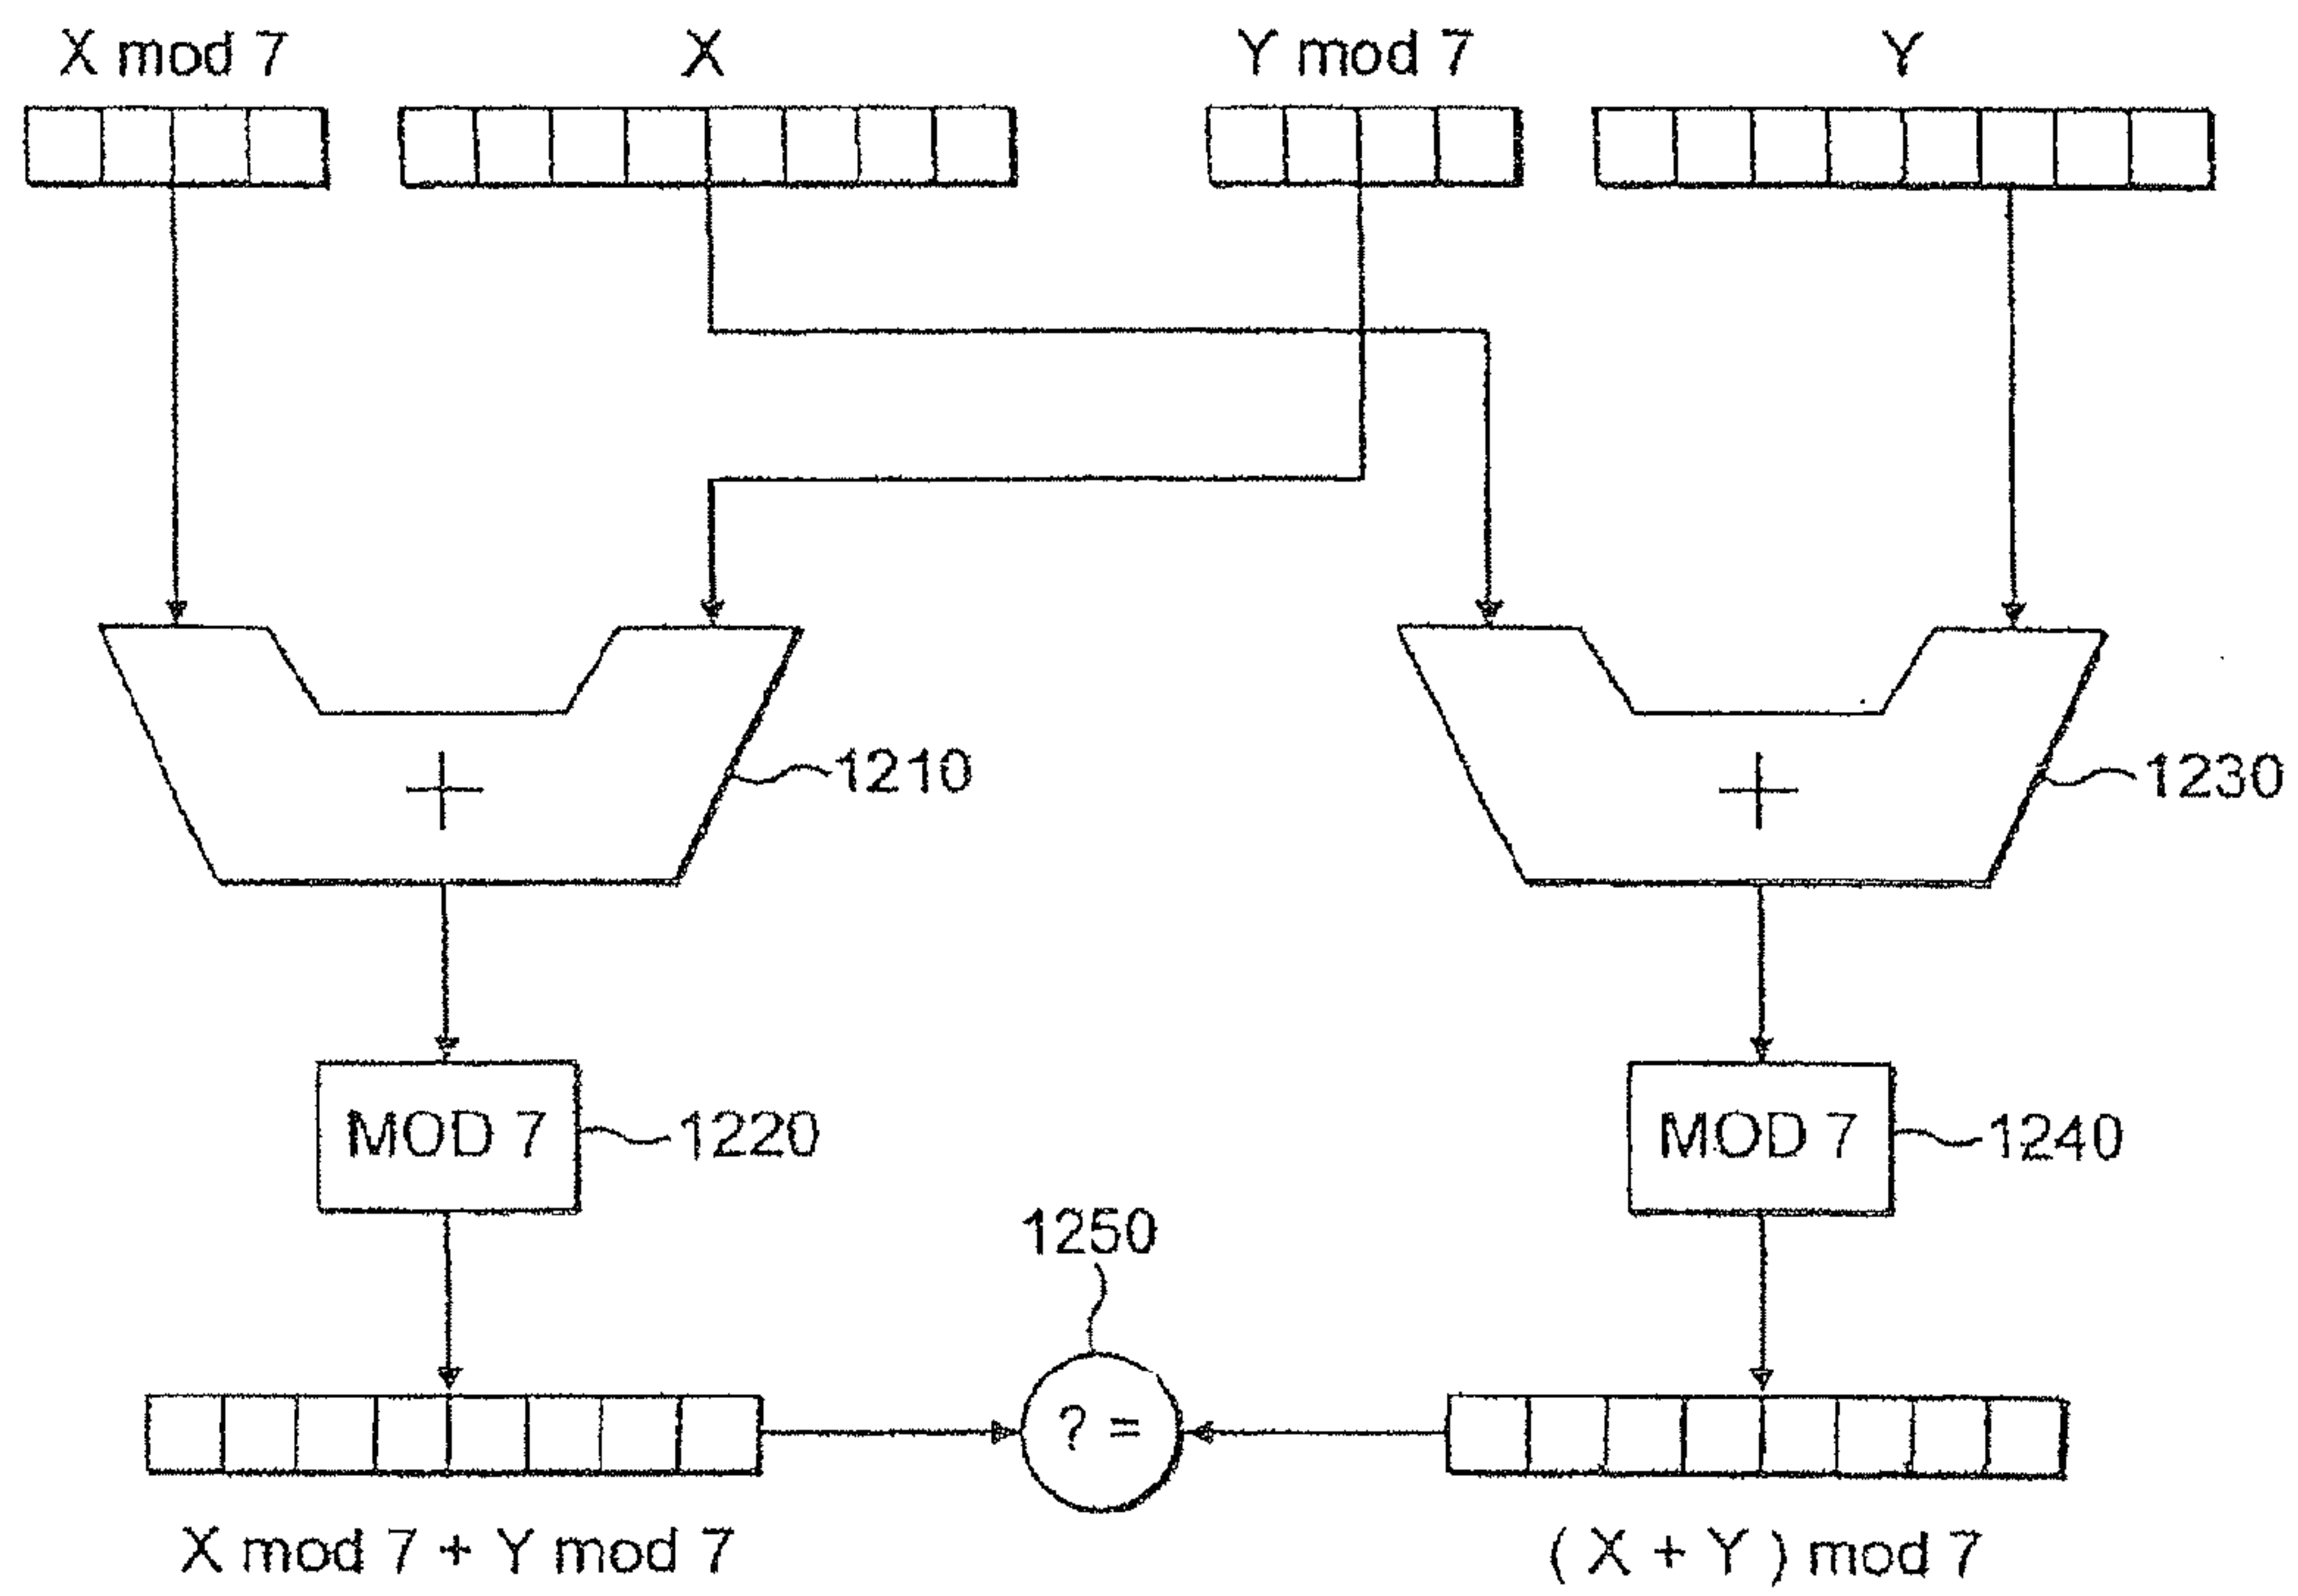 X mod 7 X Y mod 7 Y
+ 1210 + 1230
MOD 7 1220 MOD 7 1240
1250
? =
X mod 7 + Y mod 7 ( X + Y ) mod 7